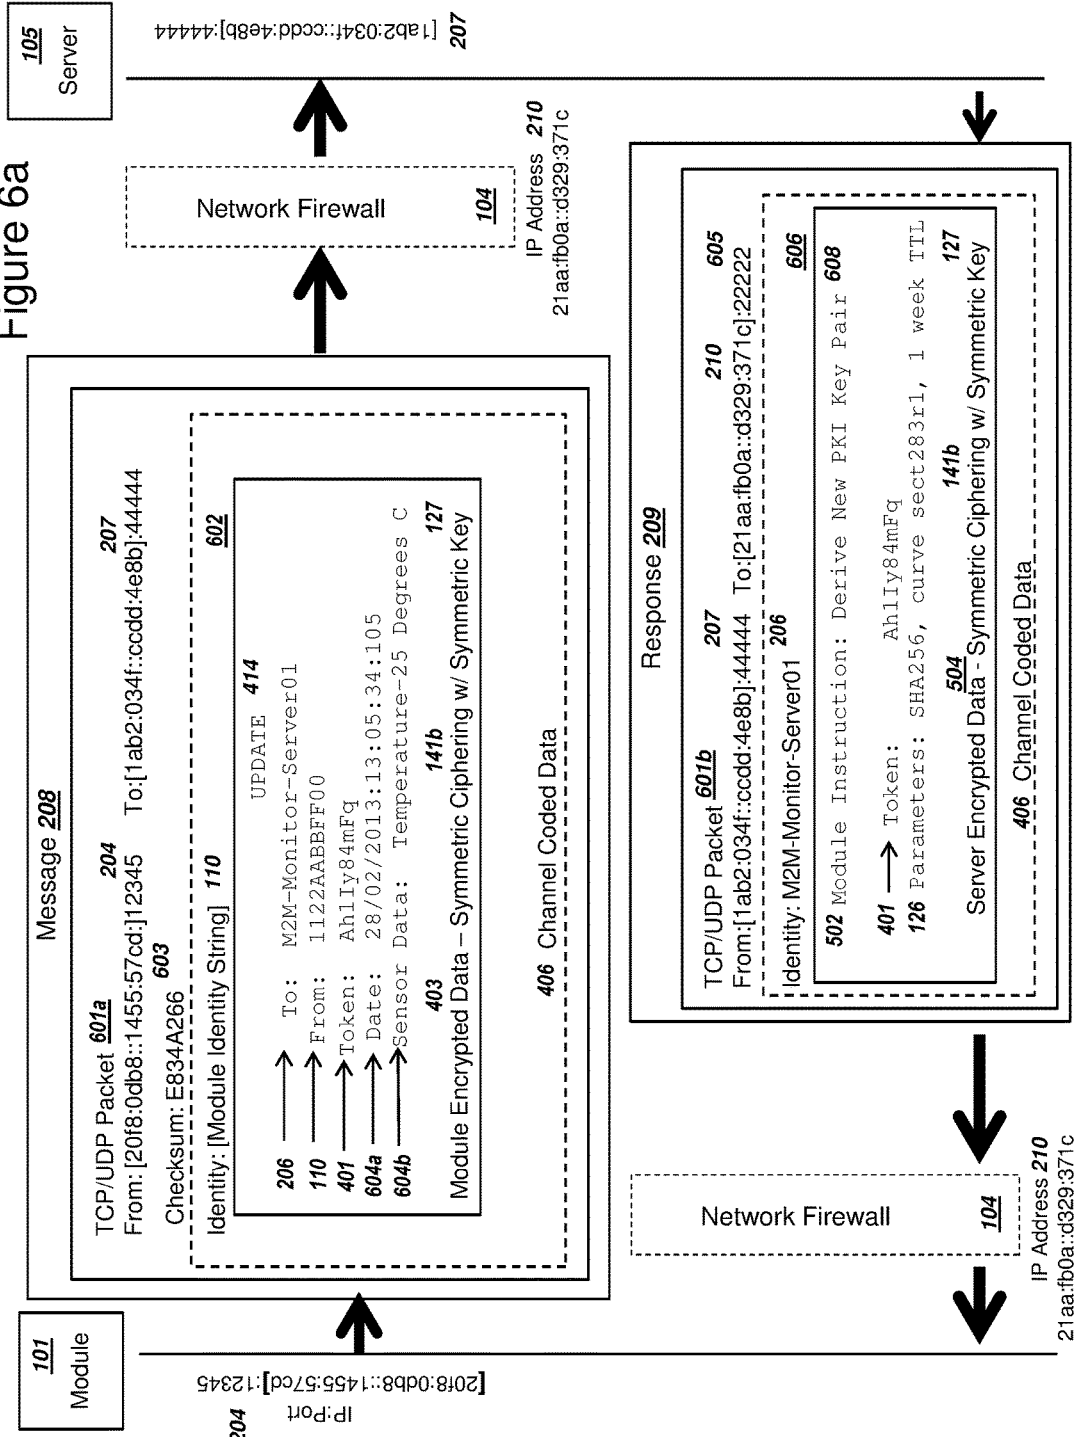 Figure 6a
101
Module
105
Server
204
IP:Port
[20f8:0db8::1455:57cd]:12345
[1ab2:034f::ccdd:4e8b]:44444
207
Message 208
TCP/UDP Packet 601a 204 207
From: [20f8:0db8::1455:57cd:]12345 To:[1ab2:034f::ccdd:4e8b]:44444
Checksum: E834A266 603
Identity: [Module Identity String] 110 602
UPDATE 414
206 To: M2M-Monitor-Server01
110 From: 1122AABBFF00
401 Token: AhlIy84mFq
604a Date: 28/02/2013:13:05:34:105
604b Sensor Data: Temperature-25 Degrees C
403 141b 127
Module Encrypted Data – Symmetric Ciphering w/ Symmetric Key
406 Channel Coded Data
Network Firewall
104
IP Address 210
21aa:fb0a::d329:371c
Response 209
TCP/UDP Packet 601b 207 210 605
From:[1ab2:034f::ccdd:4e8b]:44444 To:[21aa:fb0a::d329:371c]:22222
Identity: M2M-Monitor-Server01 206 606
502 Module Instruction: Derive New PKI Key Pair 608
401 Token: AhlIy84mFq
126 Parameters: SHA256, curve sect283r1, 1 week TTL
504 141b 127
Server Encrypted Data - Symmetric Ciphering w/ Symmetric Key
406 Channel Coded Data
Network Firewall
104
IP Address 210
21aa:fb0a::d329:371c